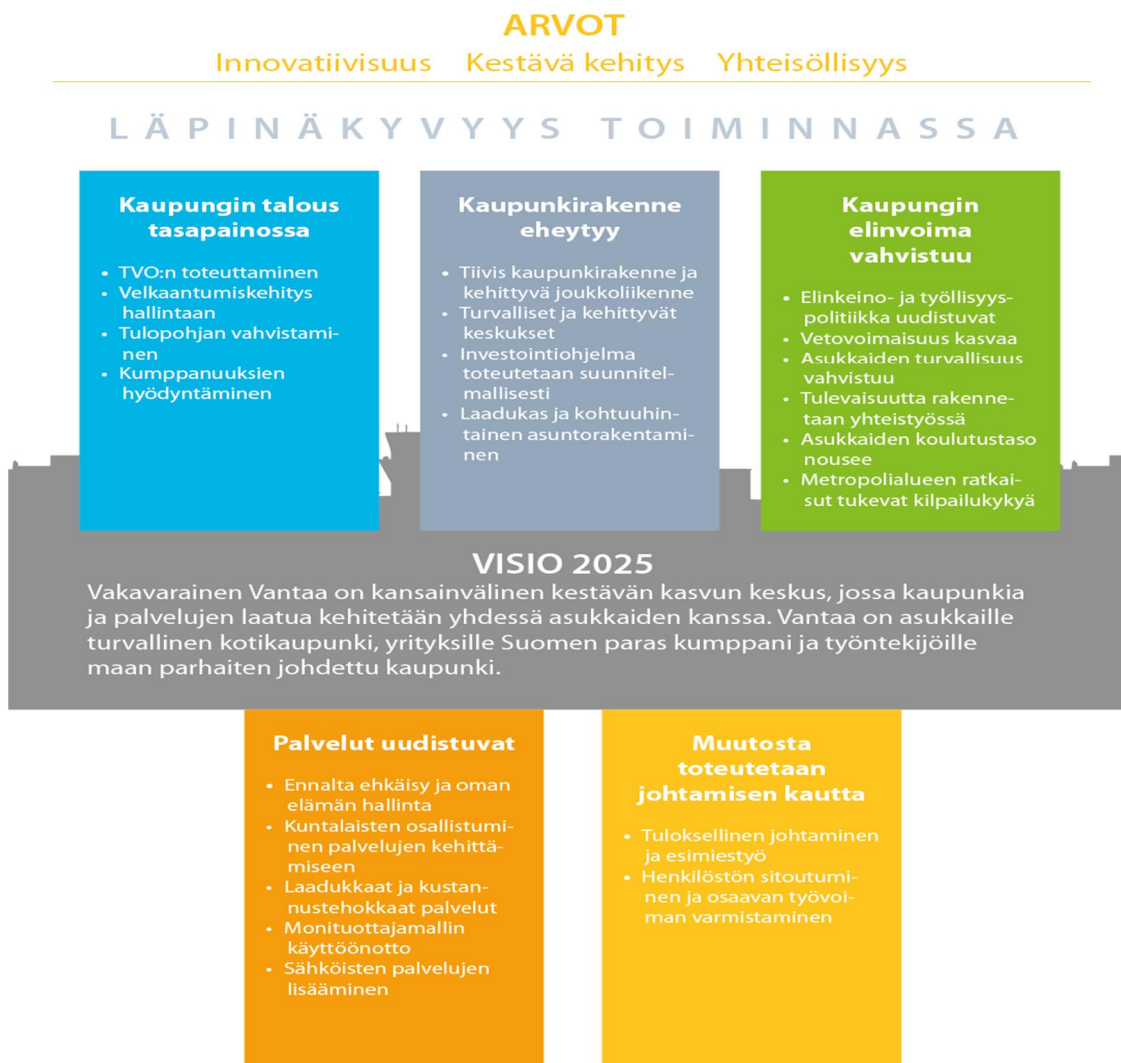 ARVOT
Innovatiivisuus Kestävä kehitys Yhteisöllisyys
LÄPINÄKYVYYS TOIMINNASSA
Kaupungin talous
tasapainossa
• TVO:n toteuttaminen
• Velkaantumiskehitys
hallintaan
• Tulopohjan vahvistami-
nen
• Kumppanuuksien
hyödyntäminen
Kaupunkirakenne
eheytyy
• Tiivis kaupunkirakenne ja
kehittyvä joukkoliikenne
• Turvalliset ja kehittyvät
keskukset
• Investointiohjelma
toteutetaan suunnitel-
mallisesti
• Laadukas ja kohtuuhin-
tainen asuntorakentami-
nen
Kaupungin
elinvoima
vahvistuu
• Elinkeino- ja työllisyys-
politiikka uudistuvat
• Vetovoimaisuus kasvaa
• Asukkaiden turvallisuus
vahvistuu
• Tulevaisuutta rakenne-
taan yhteistyössä
• Asukkaiden koulutustaso
nousee
• Metropolialueen ratkai-
sut tukevat kilpailukykyä
VISIO 2025
Vakavarainen Vantaa on kansainvälinen kestävän kasvun keskus, jossa kaupunkia
ja palvelujen laatua kehitetään yhdessä asukkaiden kanssa. Vantaa on asukkaille
turvallinen kotikaupunki, yrityksille Suomen paras kumppani ja työntekijöille
maan parhaiten johdettu kaupunki.
Palvelut uudistuvat
• Ennalta ehkäisy ja oman
elämän hallinta
• Kuntalaisten osallistumi-
nen palvelujen kehittä-
miseen
• Laadukkaat ja kustan-
nustehokkaat palvelut
• Monituottajamallin
käyttöönotto
• Sähköisten palvelujen
lisääminen
Muutosta
toteutetaan
johtamisen kautta
• Tuloksellinen johtaminen
ja esimiestyö
• Henkilöstön sitoutumi-
nen ja osaavan työvoi-
man varmistaminen